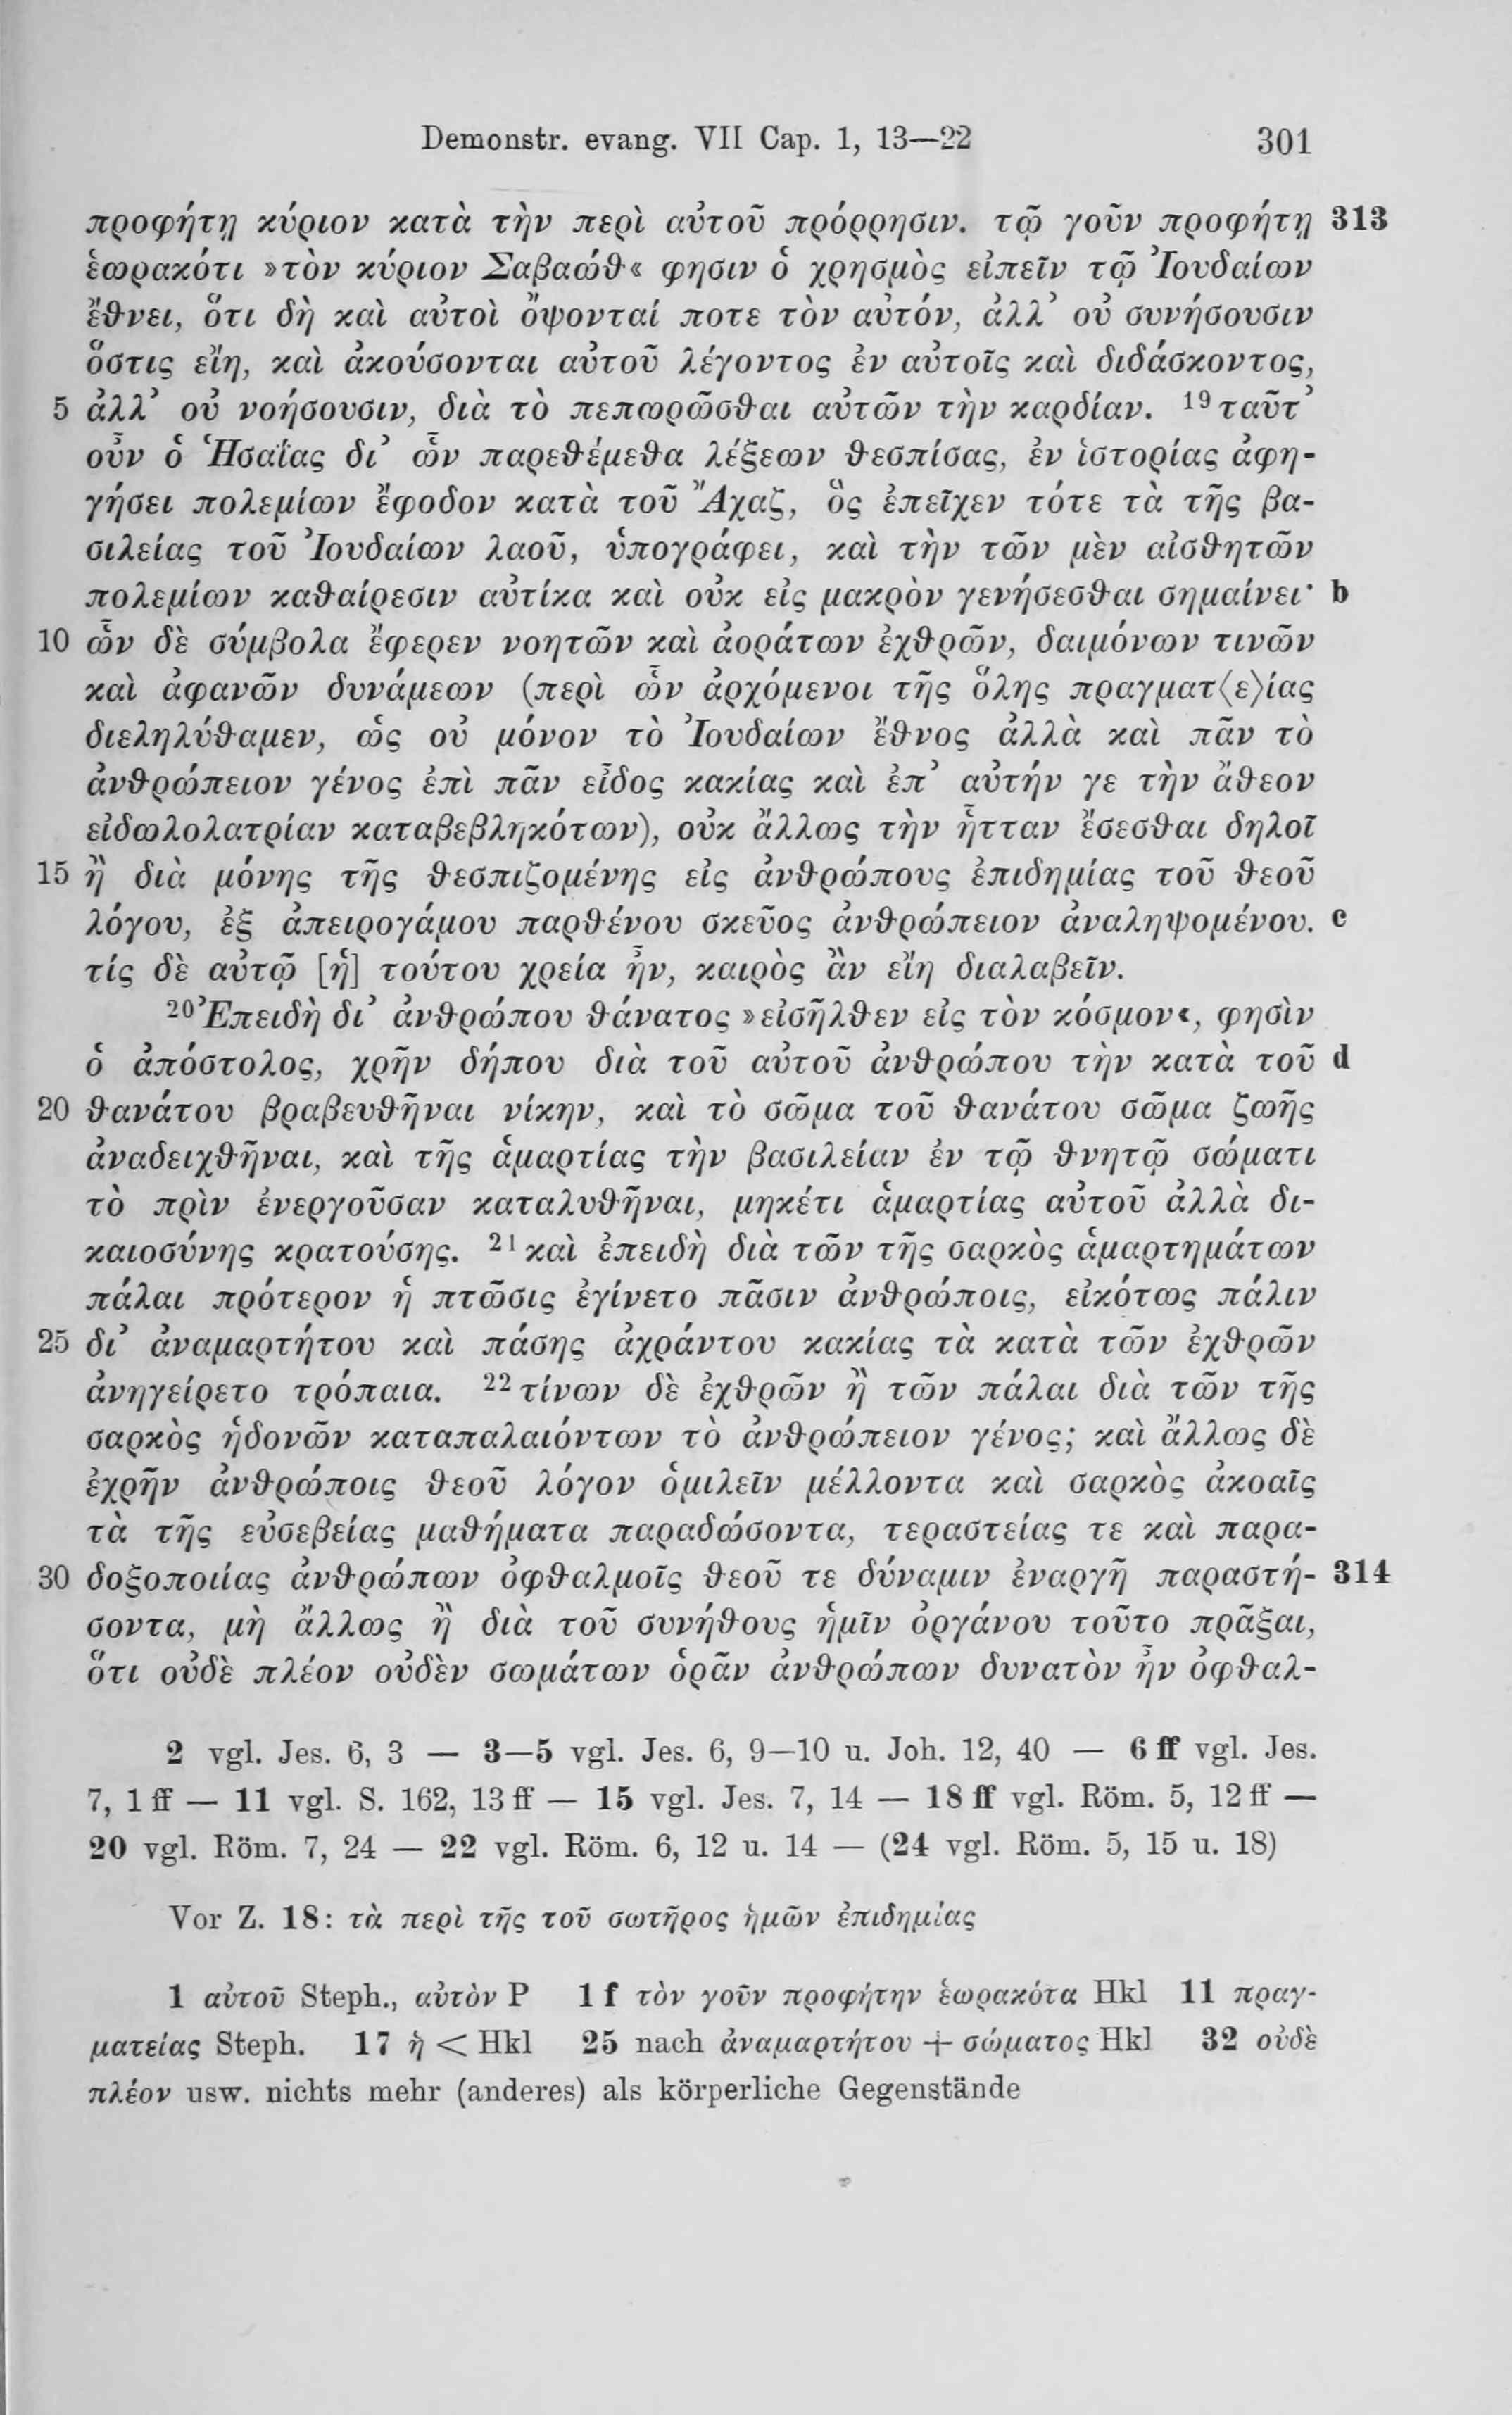 Demonstr. evang. VII Cap. 1, 13—22 301
προφήτῃ κύριον κατὰ τὴν περὶ αὐτοῦ πρόρρησιν. τῷ γοῦν προφήτῃ 313
ἑωρακότι »τὸν κύριον Σαβαώθ« φησιν ὁ χρησμὸς εἰπεῖν τῷ Ἰουδαίων
ἔθνει, ὅτι δὴ καὶ αὐτοὶ ὄψονταί ποτε τὸν αὐτόν, ἀλλ’ οὐ συνήσουσιν
ὅστις εἴη, καὶ ἀκούσονται αὐτοῦ λέγοντος ἐν αὐτοῖς καὶ διδάσκοντος,
5 ἀλλ’ οὐ νοήσουσιν, διὰ τὸ πεπωρῶσθαι αὐτῶν τὴν καρδίαν. ¹⁹ ταῦτ’
οὖν ὁ Ἡσαΐας δι’ ὧν παρεθέμεθα λέξεων θεσπίσας, ἐν ἱστορίας ἀφη-
γήσει πολεμίων ἔφοδον κατὰ τοῦ Ἄχαζ, ὃς ἐπεῖχεν τότε τὰ τῆς βα-
σιλείας τοῦ Ἰουδαίων λαοῦ, ὑπογράφει, καὶ τὴν τῶν μὲν αἰσθητῶν
πολεμίων καθαίρεσιν αὐτίκα καὶ οὐκ εἰς μακρὸν γενήσεσθαι σημαίνει· b
10 ὧν δὲ σύμβολα ἔφερεν νοητῶν καὶ ἀοράτων ἐχθρῶν, δαιμόνων τινῶν
καὶ ἀφανῶν δυνάμεων (περὶ ὧν ἀρχόμενοι τῆς ὅλης πραγματ⟨ε⟩ίας
διεληλύθαμεν, ὡς οὐ μόνον τὸ Ἰουδαίων ἔθνος ἀλλὰ καὶ πᾶν τὸ
ἀνθρώπειον γένος ἐπὶ πᾶν εἶδος κακίας καὶ ἐπ’ αὐτήν γε τὴν ἄθεον
εἰδωλολατρίαν καταβεβληκότων), οὐκ ἄλλως τὴν ἧτταν ἔσεσθαι δηλοῖ
15 ἢ διὰ μόνης τῆς θεσπιζομένης εἰς ἀνθρώπους ἐπιδημίας τοῦ θεοῦ
λόγου, ἐξ ἀπειρογάμου παρθένου σκεῦος ἀνθρώπειον ἀναληψομένου. c
τίς δὲ αὐτῷ [ἡ] τούτου χρεία ἦν, καιρὸς ἂν εἴη διαλαβεῖν.
²⁰ Ἐπειδὴ δι’ ἀνθρώπου θάνατος »εἰσῆλθεν εἰς τὸν κόσμον«, φησὶν
ὁ ἀπόστολος, χρῆν δήπου διὰ τοῦ αὐτοῦ ἀνθρώπου τὴν κατὰ τοῦ d
20 θανάτου βραβευθῆναι νίκην, καὶ τὸ σῶμα τοῦ θανάτου σῶμα ζωῆς
ἀναδειχθῆναι, καὶ τῆς ἁμαρτίας τὴν βασιλείαν ἐν τῷ θνητῷ σώματι
τὸ πρὶν ἐνεργοῦσαν καταλυθῆναι, μηκέτι ἁμαρτίας αὐτοῦ ἀλλὰ δι-
καιοσύνης κρατούσης. ²¹ καὶ ἐπειδὴ διὰ τῶν τῆς σαρκὸς ἁμαρτημάτων
πάλαι πρότερον ἡ πτῶσις ἐγίνετο πᾶσιν ἀνθρώποις, εἰκότως πάλιν
25 δι’ ἀναμαρτήτου καὶ πάσης ἀχράντου κακίας τὰ κατὰ τῶν ἐχθρῶν
ἀνηγείρετο τρόπαια. ²² τίνων δὲ ἐχθρῶν ἢ τῶν πάλαι διὰ τῶν τῆς
σαρκὸς ἡδονῶν καταπαλαιόντων τὸ ἀνθρώπειον γένος; καὶ ἄλλως δὲ
ἐχρῆν ἀνθρώποις θεοῦ λόγον ὁμιλεῖν μέλλοντα καὶ σαρκὸς ἀκοαῖς
τὰ τῆς εὐσεβείας μαθήματα παραδώσοντα, τεραστείας τε καὶ παρα-
30 δοξοποιίας ἀνθρώπων ὀφθαλμοῖς θεοῦ τε δύναμιν ἐναργῆ παραστή- 314
σοντα, μὴ ἄλλως ἢ διὰ τοῦ συνήθους ἡμῖν ὀργάνου τοῦτο πρᾶξαι,
ὅτι οὐδὲ πλέον οὐδὲν σωμάτων ὁρᾶν ἀνθρώπων δυνατὸν ἦν ὀφθαλ-
2 vgl. Jes. 6, 3 — 3—5 vgl. Jes. 6, 9—10 u. Joh. 12, 40 — 6 ff vgl. Jes.
7, 1 ff — 11 vgl. S. 162, 13 ff — 15 vgl. Jes. 7, 14 — 18 ff vgl. Röm. 5, 12 ff —
20 vgl. Röm. 7, 24 — 22 vgl. Röm. 6, 12 u. 14 — (24 vgl. Röm. 5, 15 u. 18)
Vor Z. 18: τὰ περὶ τῆς τοῦ σωτῆρος ἡμῶν ἐπιδημίας
1 αὐτοῦ Steph., αὐτὸν P 1 f τὸν γοῦν προφήτην ἑωρακότα Hkl 11 πραγ-
ματείας Steph. 17 ἡ < Hkl 25 nach ἀναμαρτήτου + σώματος Hkl 32 οὐδὲ
πλέον usw. nichts mehr (anderes) als körperliche Gegenstände